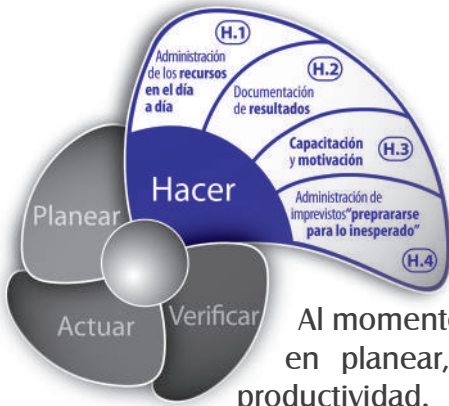 H.1
Administración
de los recursos
en el día
a día
H.2
Documentación
de resultados
Capacitación
y motivación
H.3
Administración de
imprevistos“preprararse
para lo inesperado”
H.4
Hacer
Planear
Actuar
Verificar
Al momento
en planear,
productividad.